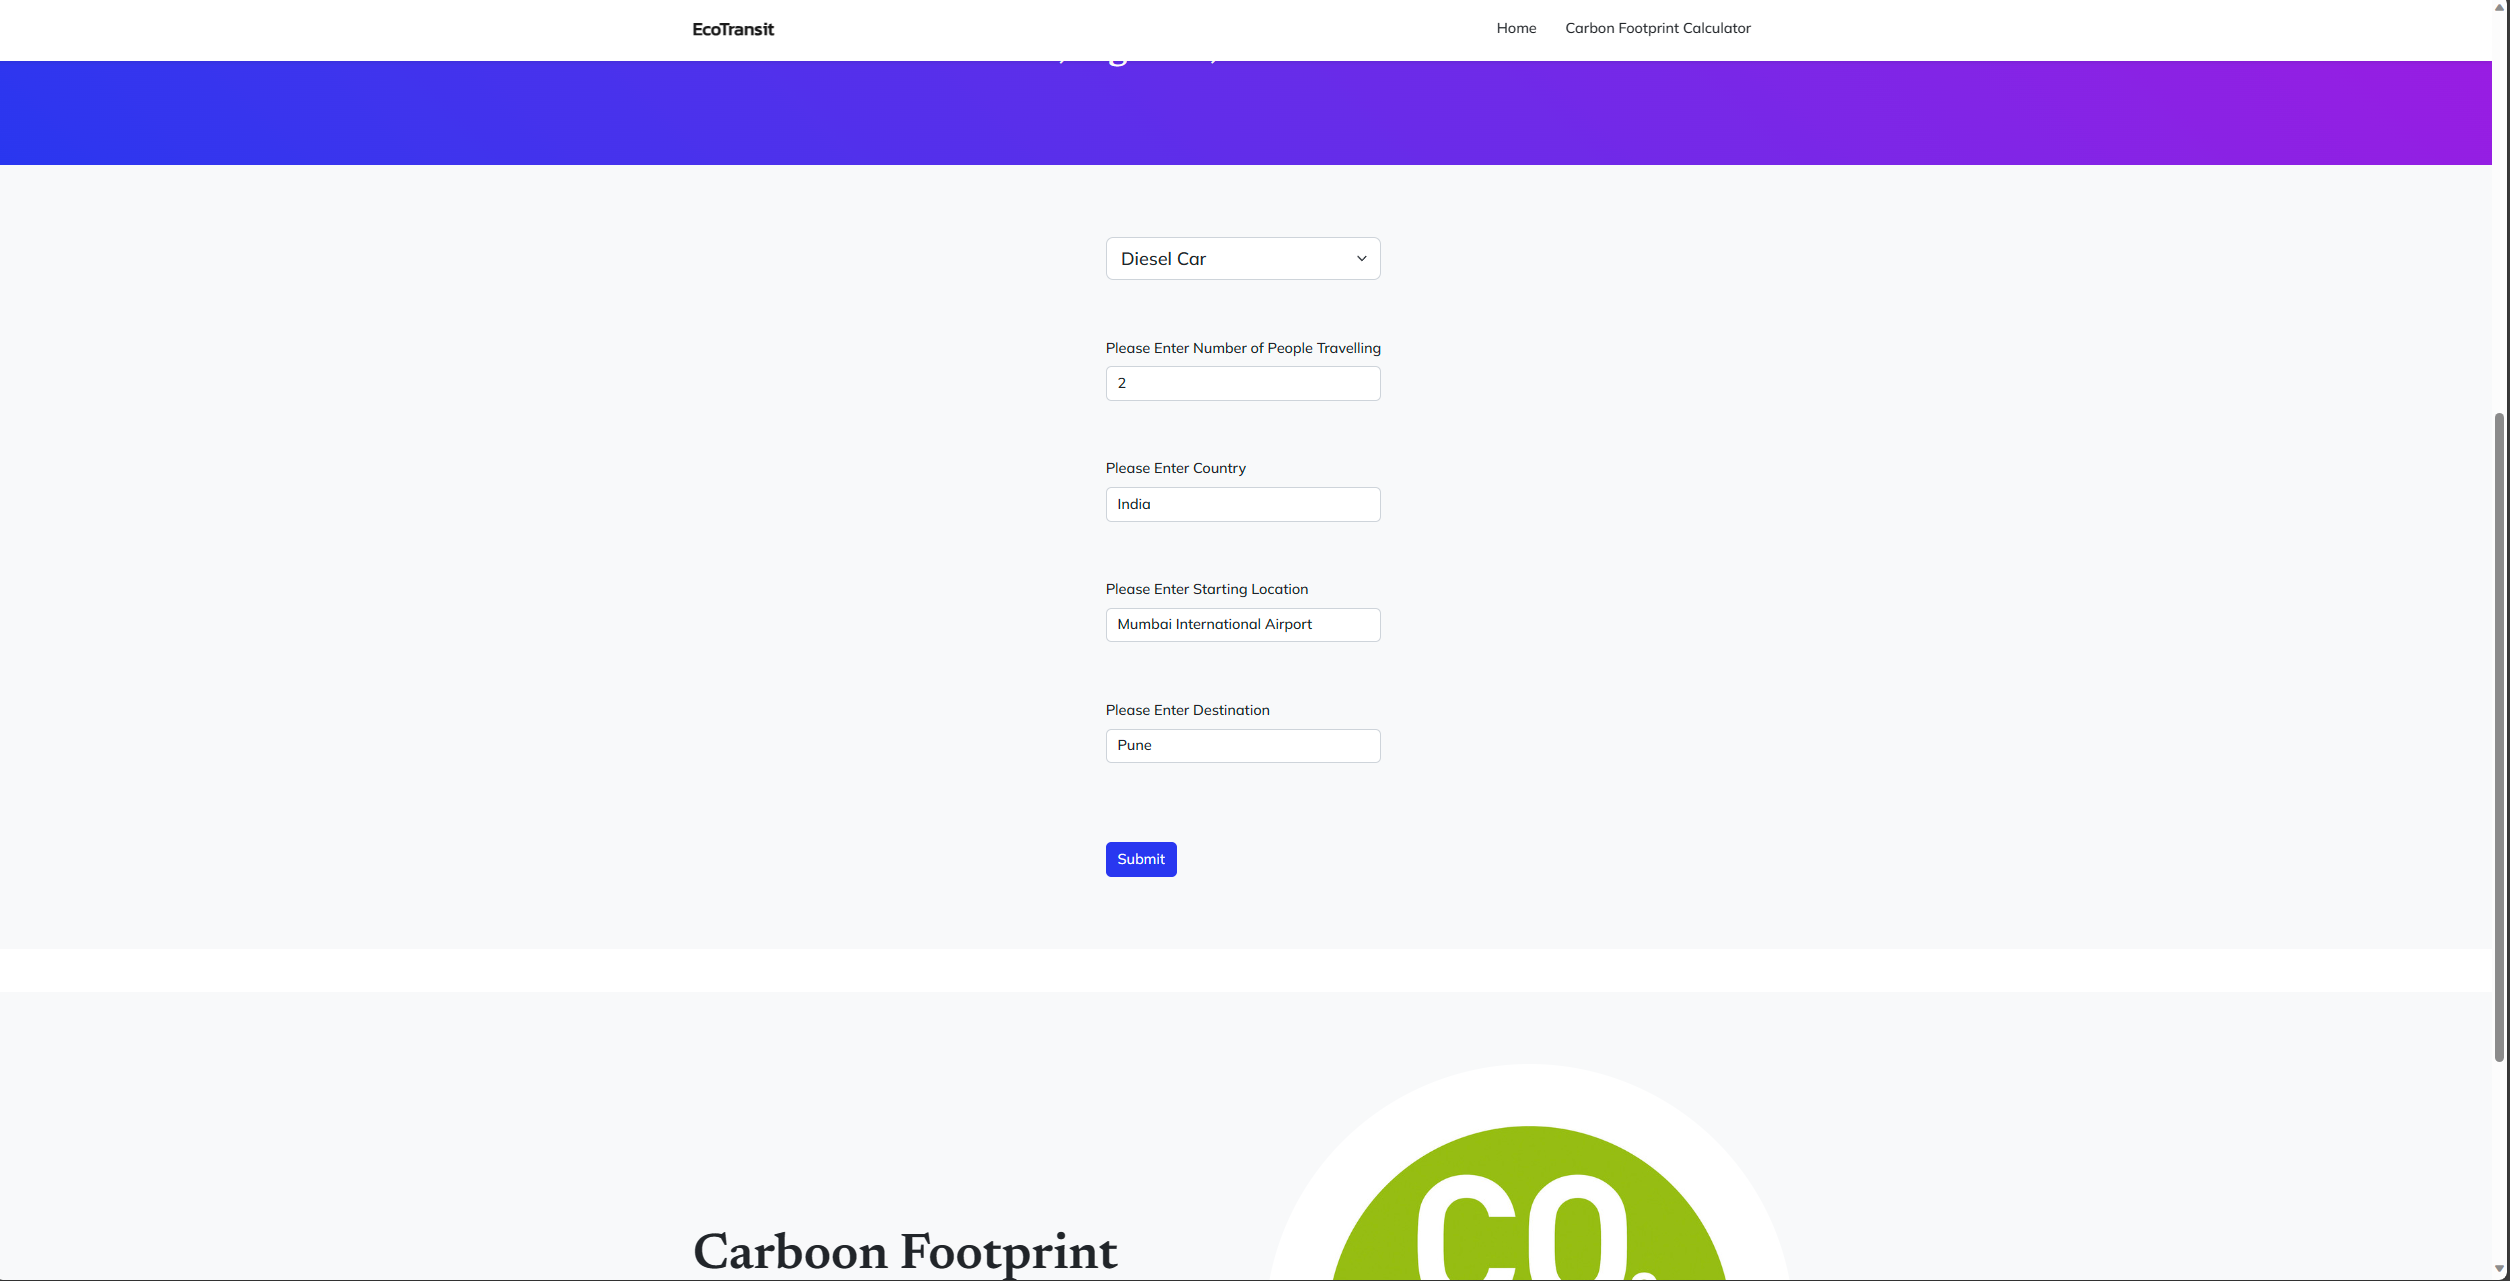 EcoTransit
Home
Carbon Footprint Calculator
Diesel Car
Please Enter Number of People Travelling
2
Please Enter Country
India
Please Enter Starting Location
Mumbai International Airport
Please Enter Destination
Pune
Submit
CO
Carboon Footprint